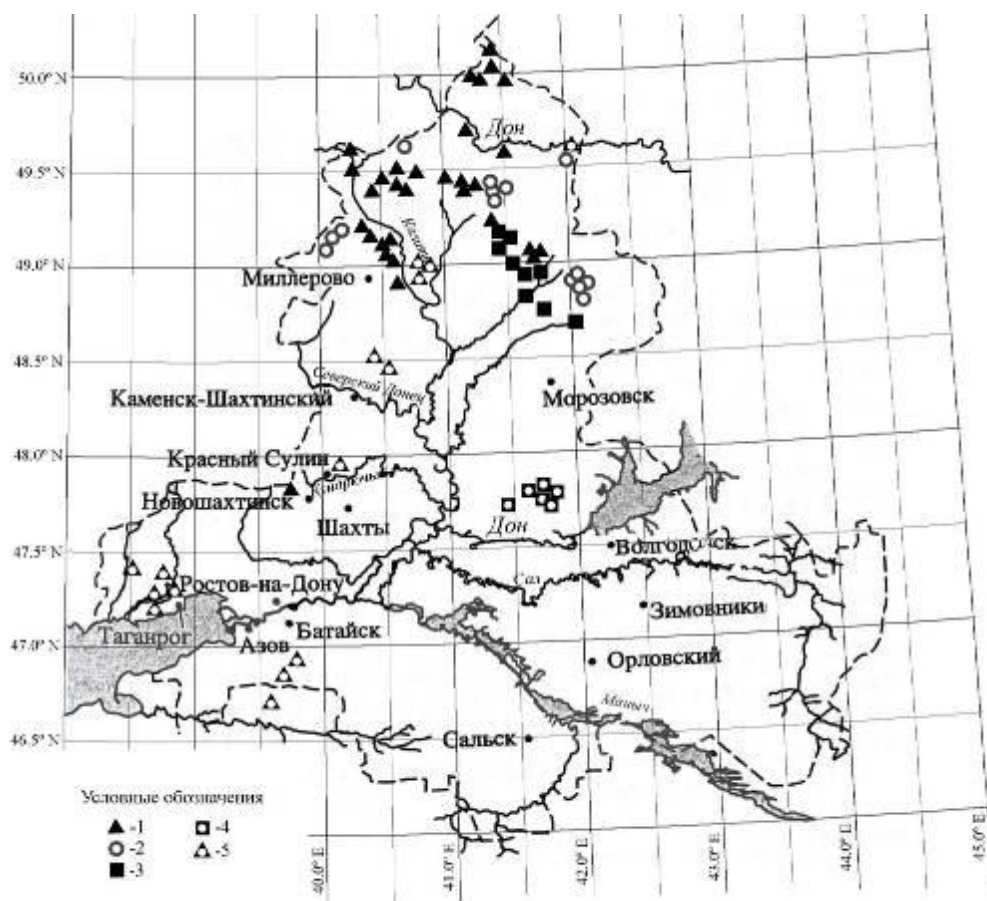 50.0° N
Дон
49.5° N
Калитва
49.0° N
Миллерово
48.5° N
Северский Донец
Каменск-Шахтинский
Морозовск
48.0° N
Красный Сулин
Новошахтинск
Шахты
Дон
47.5° N
Волгодонск
Сал
Ростов-на-Дону
Зимовники
Таганрог
Батайск
47.0° N
Азов
Орловский
Маныч
46.5° N
Сальск
Условные обозначения
-1
-4
-2
-5
-3
40.0° E
41.0° E
42.0° E
43.0° E
44.0° E
45.0° E